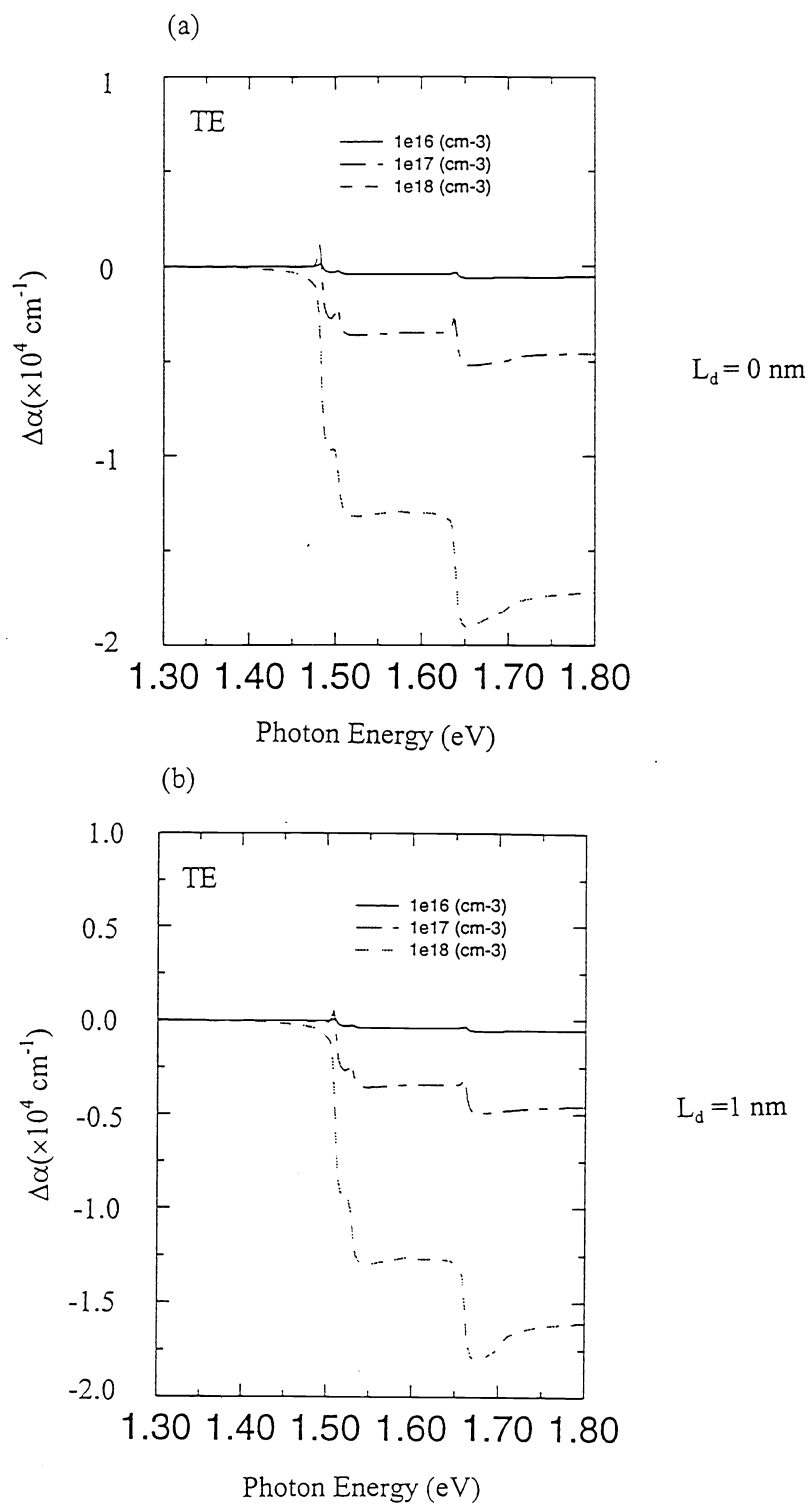 (a)
1
TE
1e16 (cm-3)
1e17 (cm-3)
1e18 (cm-3)
0
Δα(×10⁴ cm⁻¹)
L_d = 0 nm
-1
-2
1.30 1.40 1.50 1.60 1.70 1.80
Photon Energy (eV)
(b)
1.0
TE
1e16 (cm-3)
1e17 (cm-3)
1e18 (cm-3)
0.5
0.0
Δα(×10⁴ cm⁻¹)
L_d =1 nm
-0.5
-1.0
-1.5
-2.0
1.30 1.40 1.50 1.60 1.70 1.80
Photon Energy (eV)